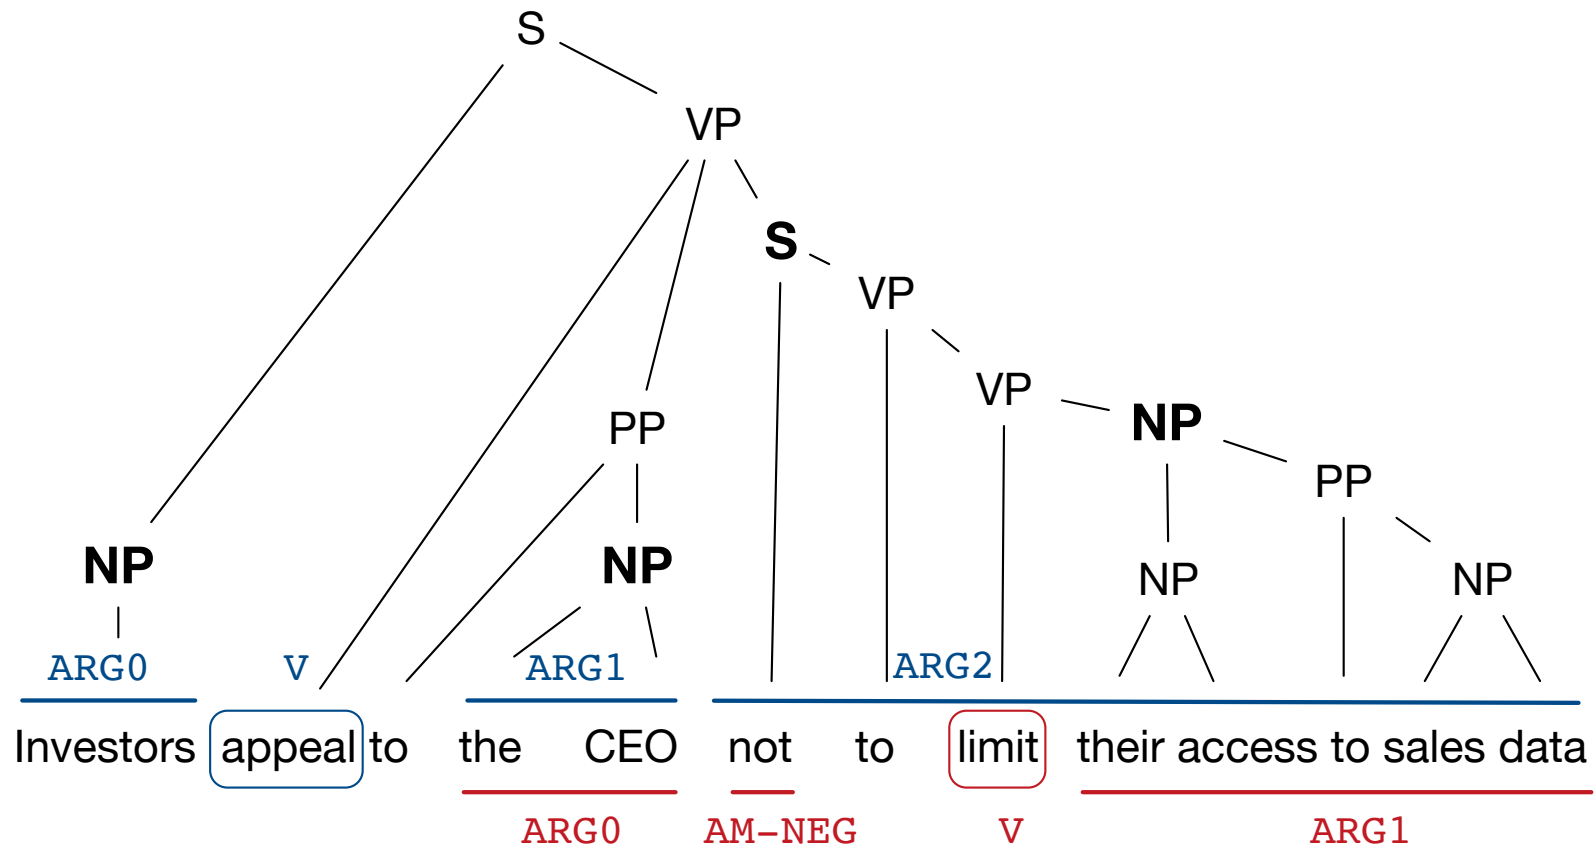 S
VP
S
VP
VP NP
PP PP
NP NP NP NP
ARG0 V ARG1 ARG2
Investors appeal to the CEO not to limit their access to sales data
ARG0 AM-NEG V ARG1